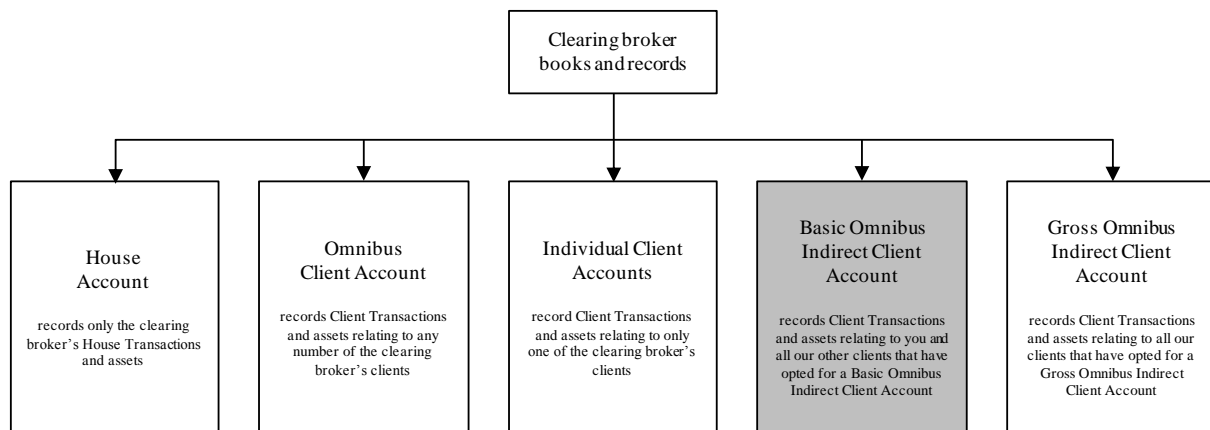 Clearing broker
books and records
House
Account
records only the clearing
broker's House Transactions
and assets
Omnibus
Client Account
records Client Transactions
and assets relating to any
number of the clearing
broker's clients
Individual Client
Accounts
record Client Transactions
and assets relating to only
one of the clearing broker's
clients
Basic Omnibus
Indirect Client
Account
records Client Transactions
and assets relating to you and
all our other clients that have
opted for a Basic Omnibus
Indirect Client Account
Gross Omnibus
Indirect Client
Account
records Client Transactions
and assets relating to all our
clients that have opted for a
Gross Omnibus Indirect
Client Account